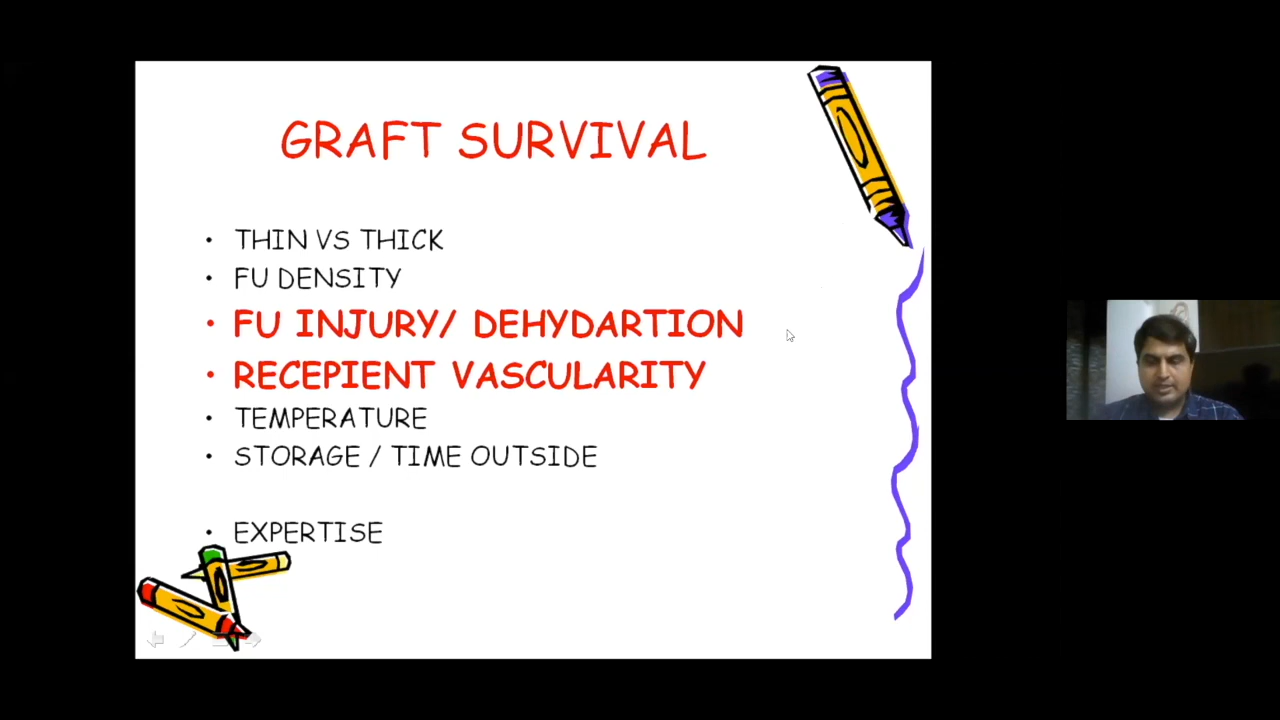 GRAFT SURVIVAL
• THIN VS THICK
• FU DENSITY
• FU INJURY/ DEHYDARTION
• RECEPIENT VASCULARITY
• TEMPERATURE
• STORAGE / TIME OUTSIDE
• EXPERTISE